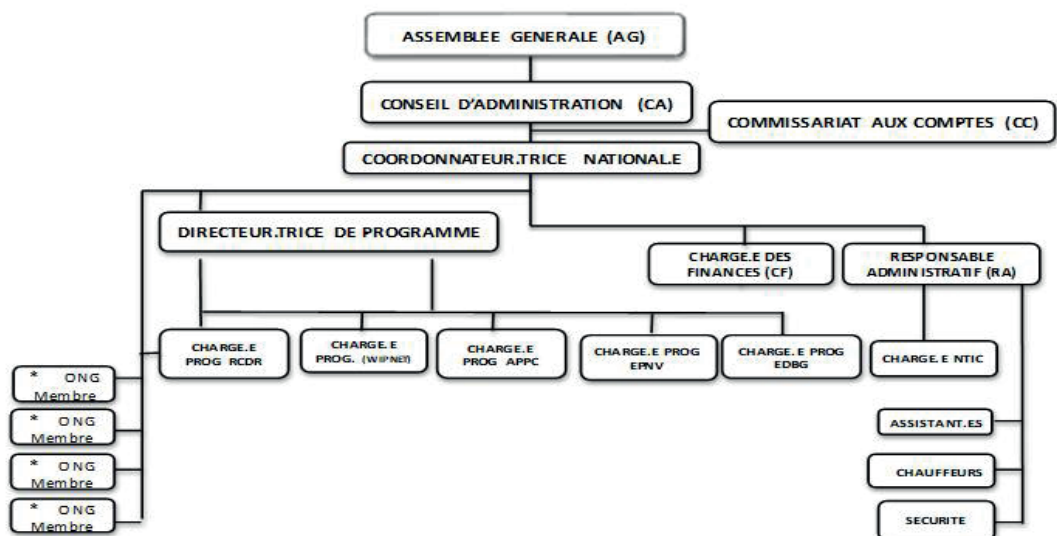 ASSEMBLEE GENERALE (AG)
CONSEIL D'ADMINISTRATION (CA)
COMMISSARIAT AUX COMPTES (CC)
COORDONNATEUR.TRICE NATIONAL.E
DIRECTEUR.TRICE DE PROGRAMME
CHARGE.E DES
FINANCES (CF)
RESPONSABLE
ADMINISTRATIF (RA)
CHARGE.E
PROG RCDR
CHARGE.E
PROG. (WIPNET)
CHARGE.E
PROG APPC
CHARGE.E PROG
EPNV
CHARGE.E PROG
EDBG
CHARGE.E NTIC
* ONG
Membre
* ONG
Membre
* ONG
Membre
* ONG
Membre
ASSISTANT.ES
CHAUFFEURS
SECURITE